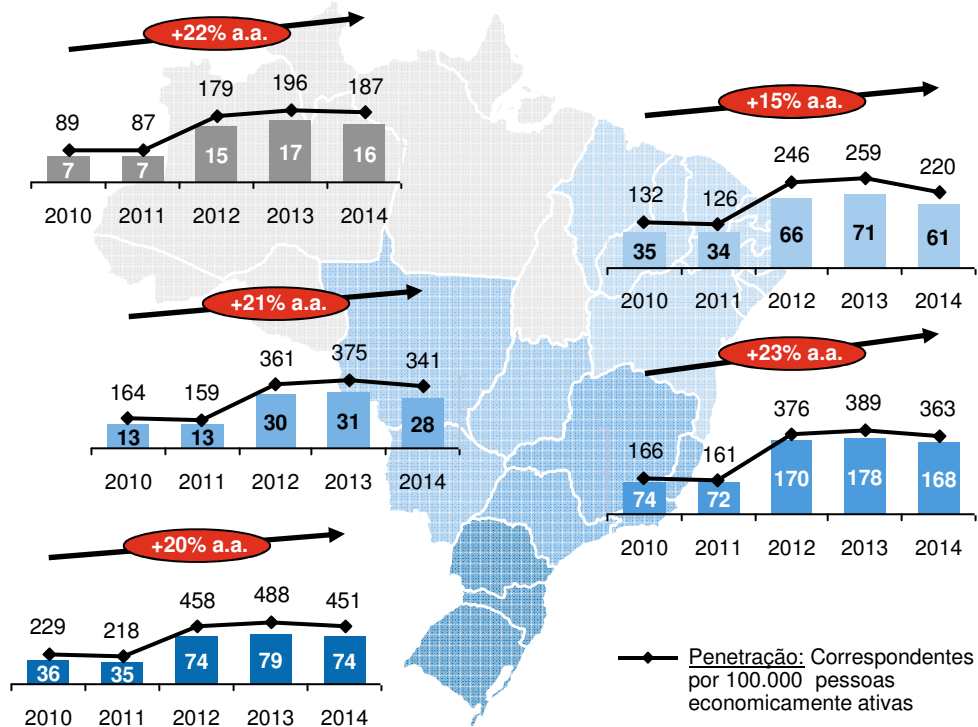 +22% a.a.
89 87 179 196 187
7 7 15 17 16
2010 2011 2012 2013 2014
+15% a.a.
132 126 246 259 220
35 34 66 71 61
2010 2011 2012 2013 2014
+21% a.a.
164 159 361 375 341
13 13 30 31 28
2010 2011 2012 2013 2014
+23% a.a.
166 161 376 389 363
74 72 170 178 168
2010 2011 2012 2013 2014
+20% a.a.
229 218 458 488 451
36 35 74 79 74
2010 2011 2012 2013 2014
Penetração: Correspondentes
por 100.000 pessoas
economicamente ativas